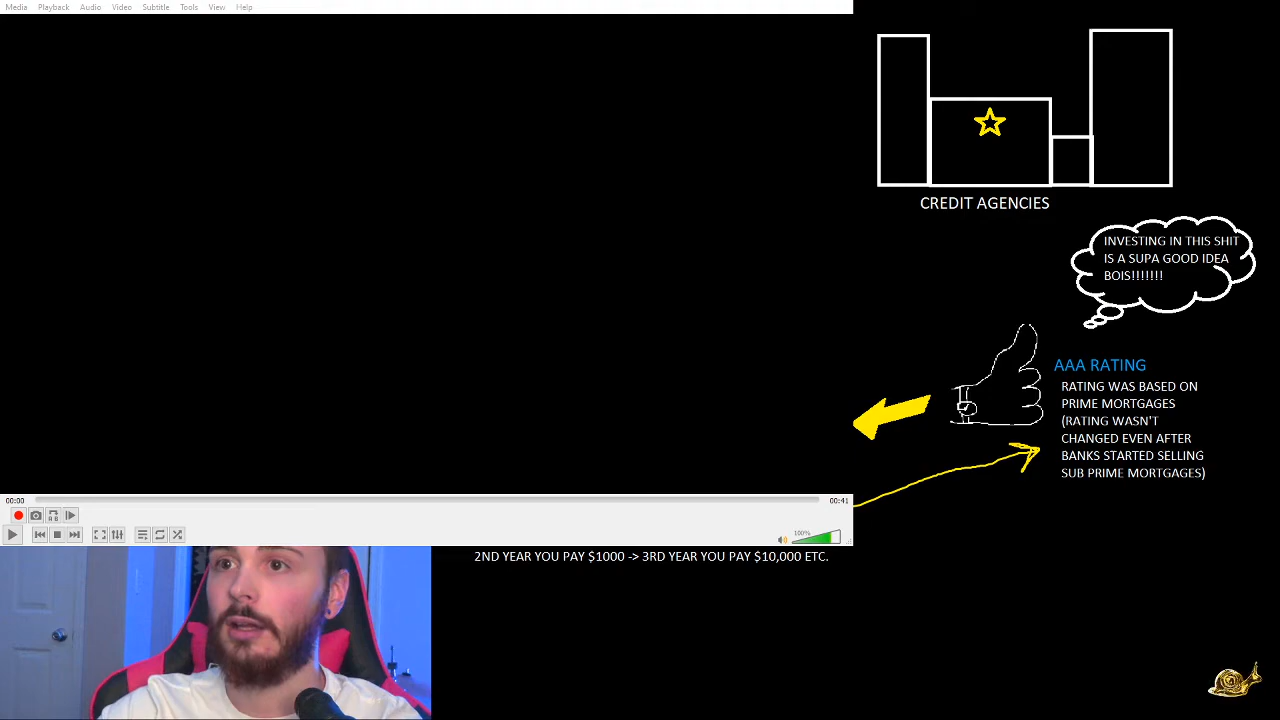 Media Playback Audio Video Subtitle Tools View Help
CREDIT AGENCIES
INVESTING IN THIS SHIT
IS A SUPA GOOD IDEA
BOIS!!!!!!!
AAA RATING
RATING WAS BASED ON
PRIME MORTGAGES
(RATING WASN'T
CHANGED EVEN AFTER
BANKS STARTED SELLING
SUB PRIME MORTGAGES)
00:00 00:41
100%
2ND YEAR YOU PAY $1000 -> 3RD YEAR YOU PAY $10,000 ETC.